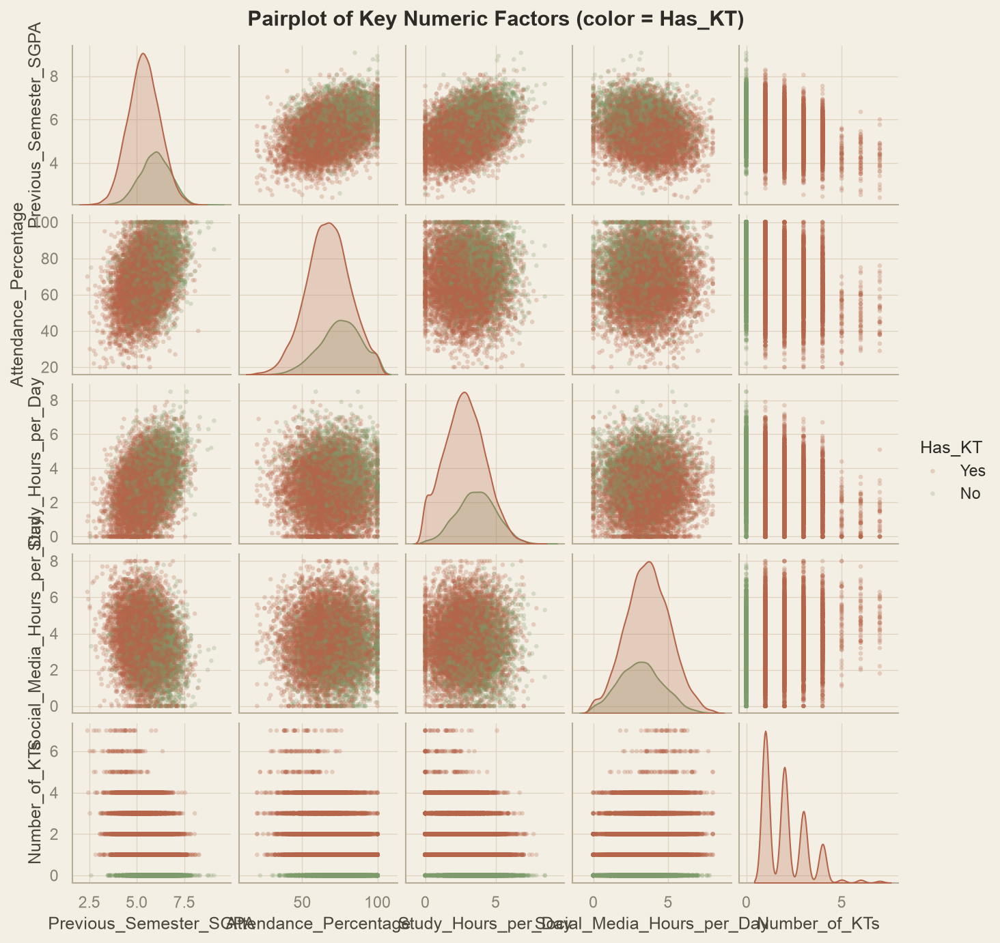 Pairplot of Key Numeric Factors (color = Has_KT)
Previous_Semester_SGPA
8
6
4
Attendance_Percentage
100
80
60
40
20
Study_Hours_per_Day
8
6
4
2
0
Social_Media_Hours_per_Day
8
6
4
2
0
Number_of_KTs
6
4
2
0
2.5 5.0 7.5 50 100 0 5 0 5 0 5
Previous_Semester_SGPA Attendance_Percentage Study_Hours_per_Day Social_Media_Hours_per_Day Number_of_KTs
Has_KT
Yes
No